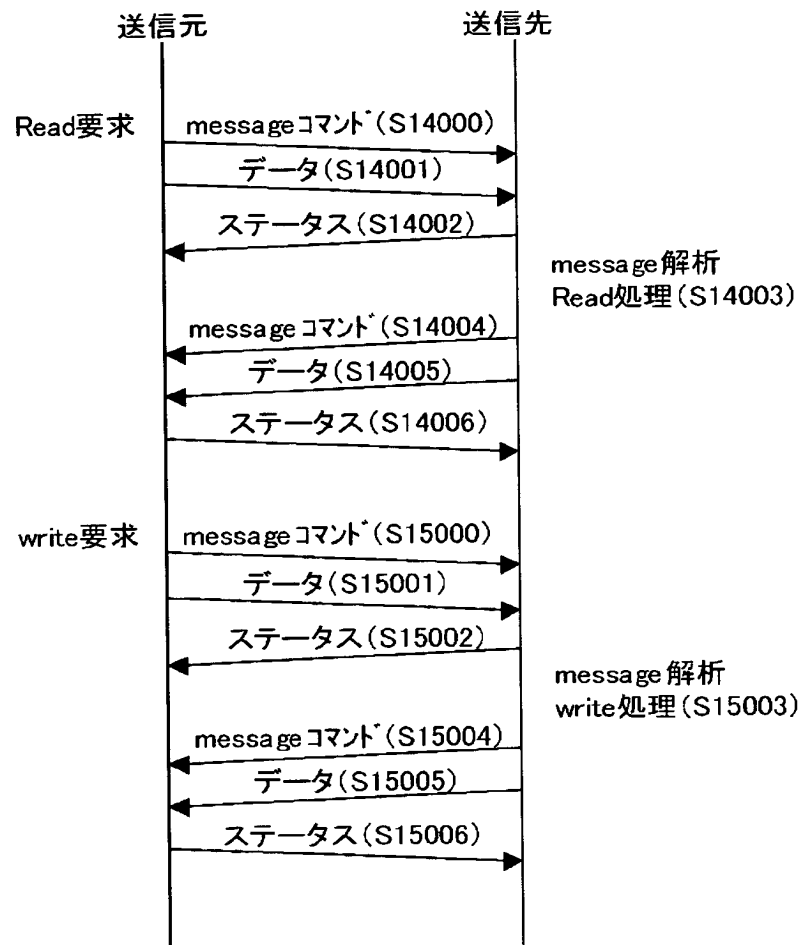 送信元
送信先
Read要求
messageコマンド(S14000)
データ(S14001)
ステータス(S14002)
message解析
Read処理(S14003)
messageコマンド(S14004)
データ(S14005)
ステータス(S14006)
write要求
messageコマンド(S15000)
データ(S15001)
ステータス(S15002)
message解析
write処理(S15003)
messageコマンド(S15004)
データ(S15005)
ステータス(S15006)